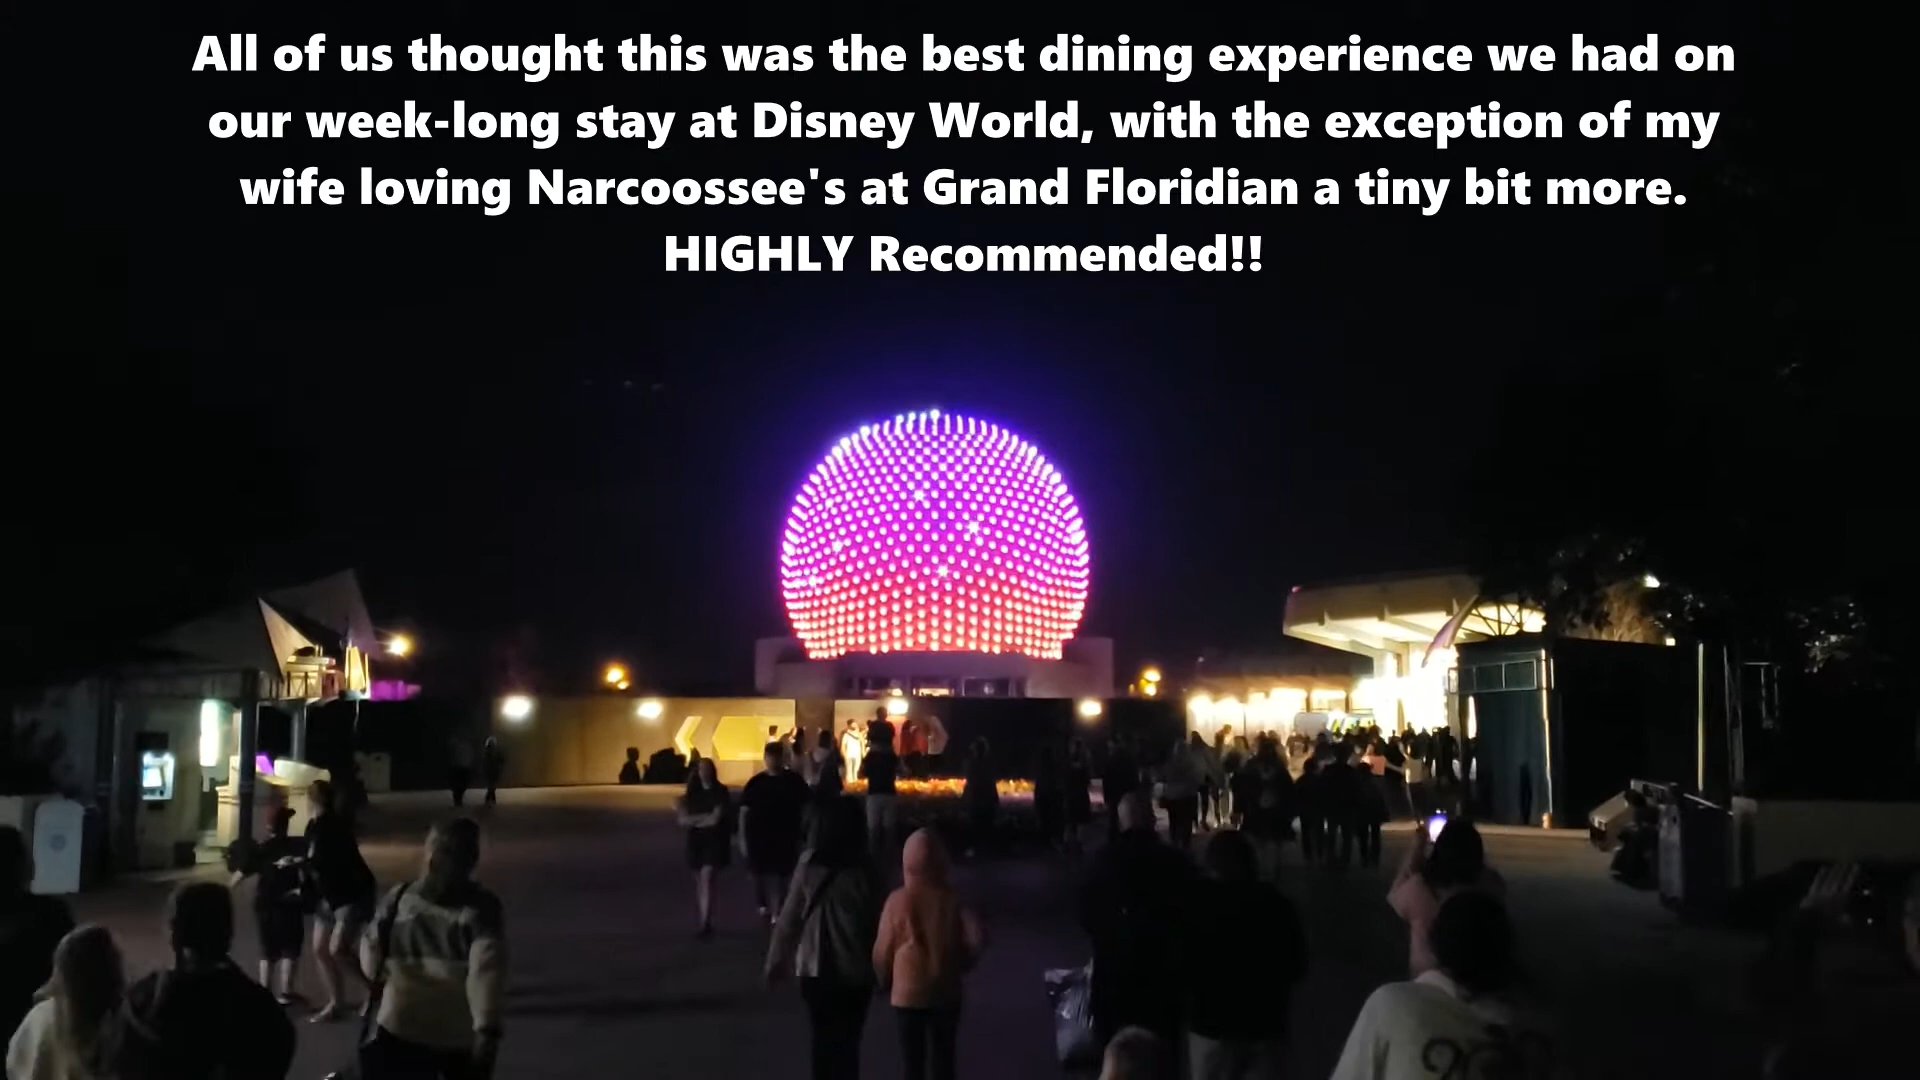 All of us thought this was the best dining experience we had on
our week-long stay at Disney World, with the exception of my
wife loving Narcoossee's at Grand Floridian a tiny bit more.
HIGHLY Recommended!!